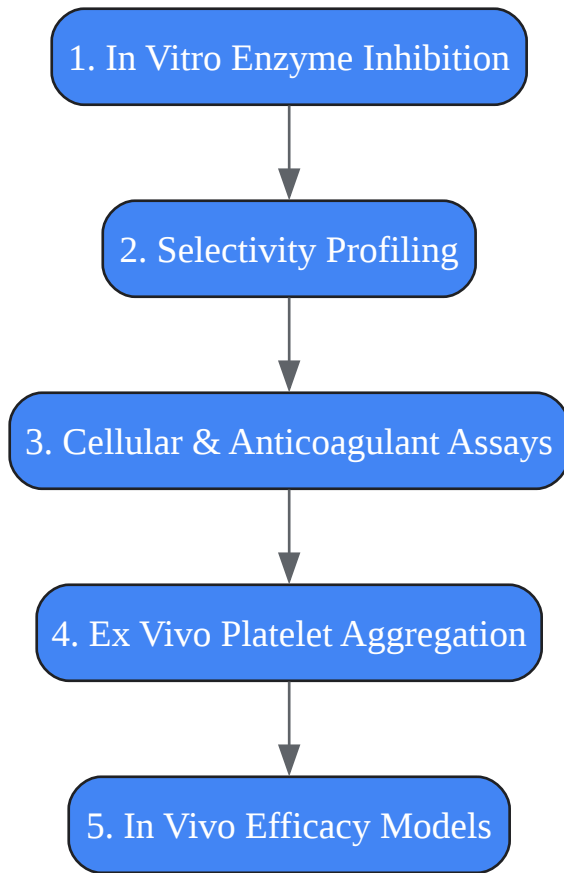 1. In Vitro Enzyme Inhibition
2. Selectivity Profiling
3. Cellular & Anticoagulant Assays
4. Ex Vivo Platelet Aggregation
5. In Vivo Efficacy Models